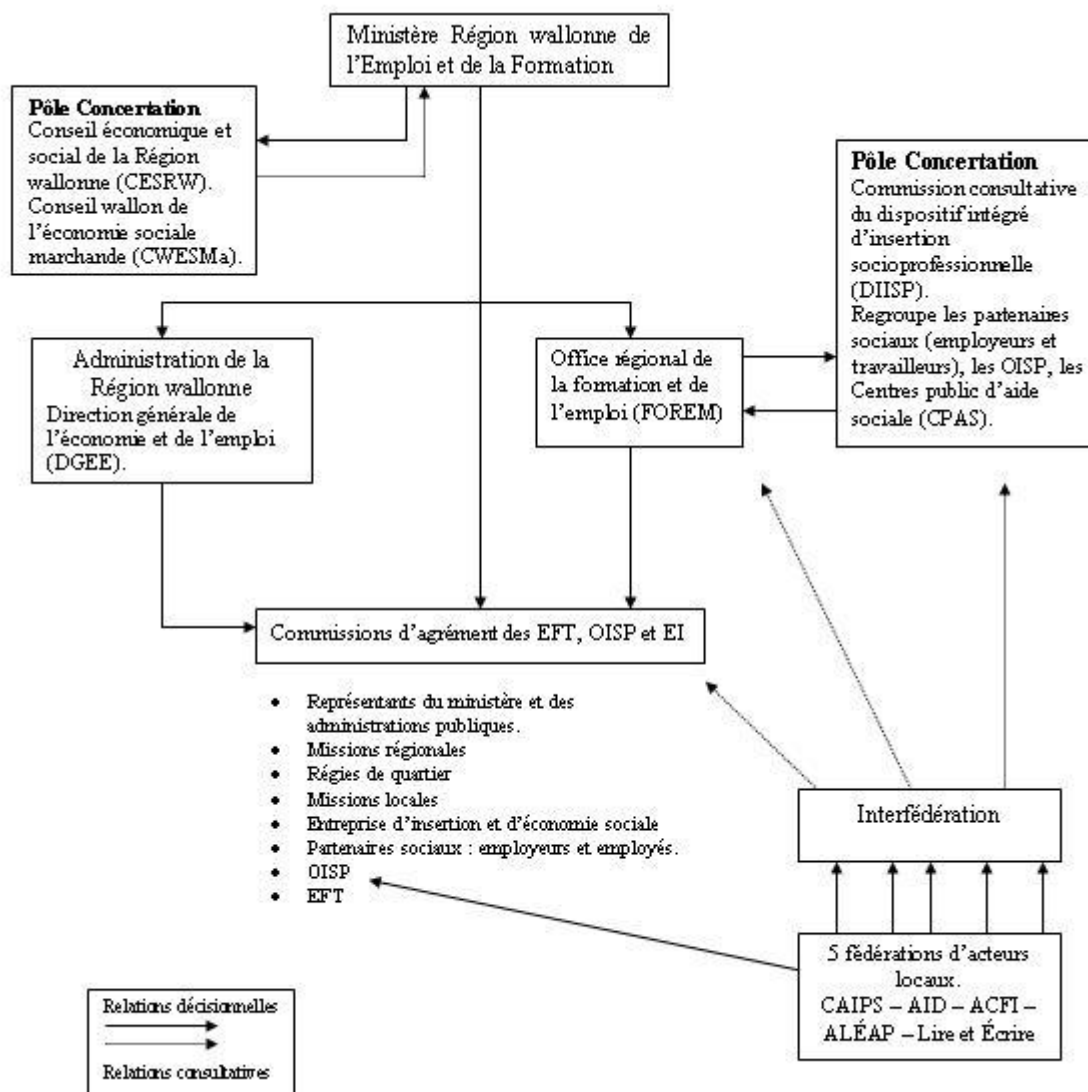 Ministère Région wallonne de
l'Emploi et de la Formation
Pôle Concertation
Conseil économique et
social de la Région
wallonne (CESRW).
Conseil wallon de
l'économie sociale
marchande (CWESMa).
Pôle Concertation
Commission consultative
du dispositif intégré
d'insertion
socioprofessionnelle
(DIISP).
Regroupe les partenaires
sociaux (employeurs et
travailleurs), les OISP, les
Centres public d'aide
sociale (CPAS).
Administration de la
Région wallonne
Direction générale de
l'économie et de l'emploi
(DGEE).
Office régional de
la formation et de
l'emploi (FOREM)
Commissions d'agrément des EFT, OISP et EI
• Représentants du ministère et des
administrations publiques.
• Missions régionales
• Régies de quartier
• Missions locales
• Entreprise d'insertion et d'économie sociale
• Partenaires sociaux : employeurs et employés.
• OISP
• EFT
Interfédération
5 fédérations d'acteurs
locaux.
CAIPS – AID – ACFI –
ALÉAP – Lire et Écrire
Relations décisionnelles
Relations consultatives